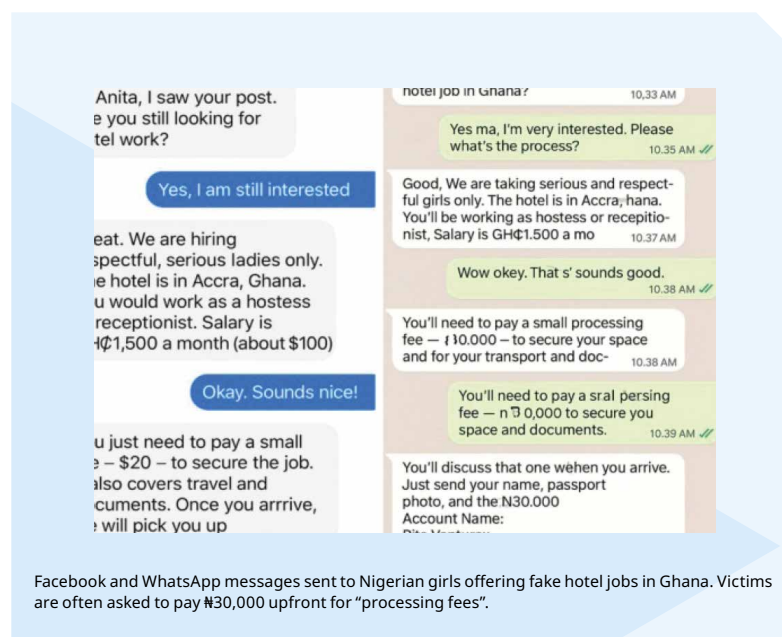 Anita, I saw your post.
e you still looking for
tel work?
Yes, I am still interested
eat. We are hiring
spectful, serious ladies only.
e hotel is in Accra, Ghana.
u would work as a hostess
receptionist. Salary is
H₵1,500 a month (about $100)
Okay. Sounds nice!
u just need to pay a small
e – $20 – to secure the job.
also covers travel and
cuments. Once you arrrive,
e will pick you up
hotel job in Ghana?
10,33 AM
Yes ma, I'm very interested. Please
what's the process?
10.35 AM
Good, We are taking serious and respect-
ful girls only. The hotel is in Accra, hana.
You'll be working as hostess or recepitio-
nist, Salary is GH₵1.500 a mo
10.37 AM
Wow okey. That s' sounds good.
10.38 AM
You'll need to pay a small processing
fee – 0.000 – to secure your space
and for your transport and doc-
10.38 AM
You'll need to pay a sral persing
fee — 0,000 to secure you
space and documents.
10.39 AM
You'll discuss that one wehen you arrive.
Just send your name, passport
photo, and the N30.000
Account Name:
Facebook and WhatsApp messages sent to Nigerian girls offering fake hotel jobs in Ghana. Victims
are often asked to pay ₦30,000 upfront for “processing fees”.